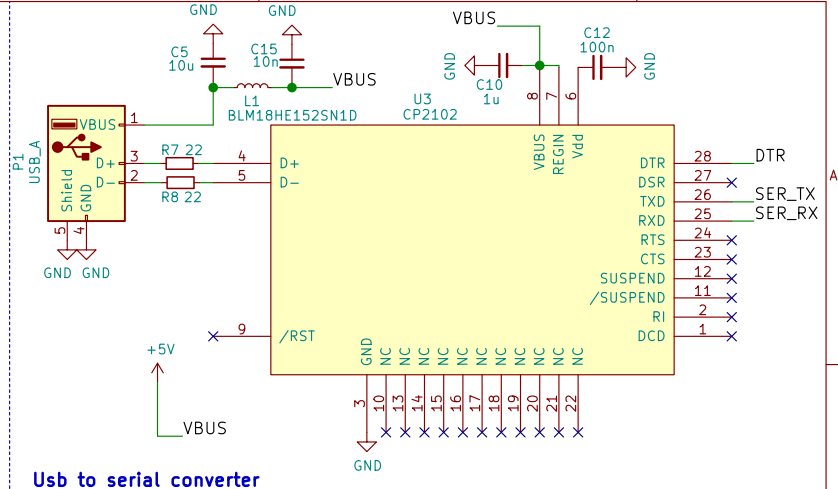 GND
GND
VBUS
C5
10u
C15
10n
VBUS
L1
BLM18HE152SN1D
GND
C10
1u
C12
100n
GND
U3
CP2102
8
7
6
VBUS
REGIN
Vdd
P1
USB_A
VBUS
1
D+
3
R7 22
4
D+
D-
2
R8 22
5
D-
Shield
GND
5
4
GND
GND
DTR
28
DTR
DSR
27
TXD
26
SER_TX
RXD
25
SER_RX
RTS
24
CTS
23
SUSPEND
12
/SUSPEND
11
RI
2
DCD
1
A
9
/RST
+5V
VBUS
GND
NC
NC
NC
NC
NC
NC
NC
NC
NC
NC
NC
3
10
13
14
15
16
17
18
19
20
21
22
GND
Usb to serial converter